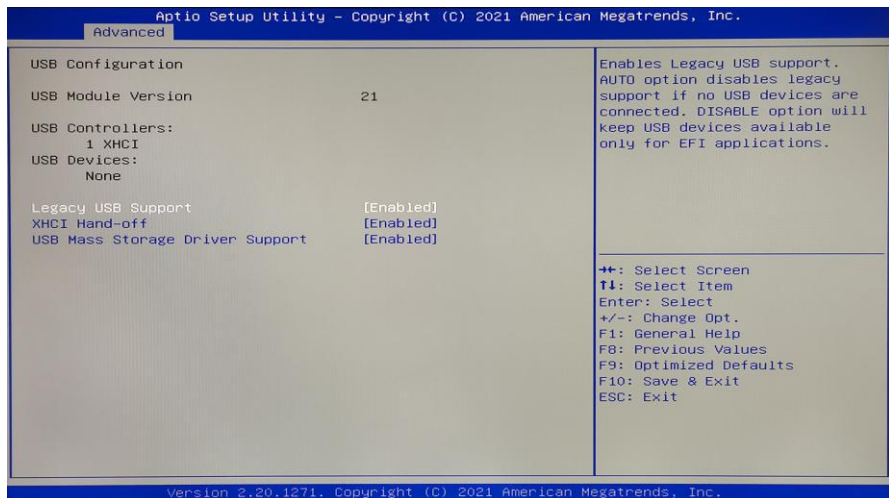 Aptio Setup Utility – Copyright (C) 2021 American Megatrends, Inc.
Advanced
USB Configuration
USB Module Version 21
USB Controllers:
1 XHCI
USB Devices:
None
Legacy USB Support [Enabled]
XHCI Hand-off [Enabled]
USB Mass Storage Driver Support [Enabled]
Enables Legacy USB support.
AUTO option disables legacy
support if no USB devices are
connected. DISABLE option will
keep USB devices available
only for EFI applications.
→←: Select Screen
↑↓: Select Item
Enter: Select
+/-: Change Opt.
F1: General Help
F8: Previous Values
F9: Optimized Defaults
F10: Save & Exit
ESC: Exit
Version 2.20.1271. Copyright (C) 2021 American Megatrends, Inc.